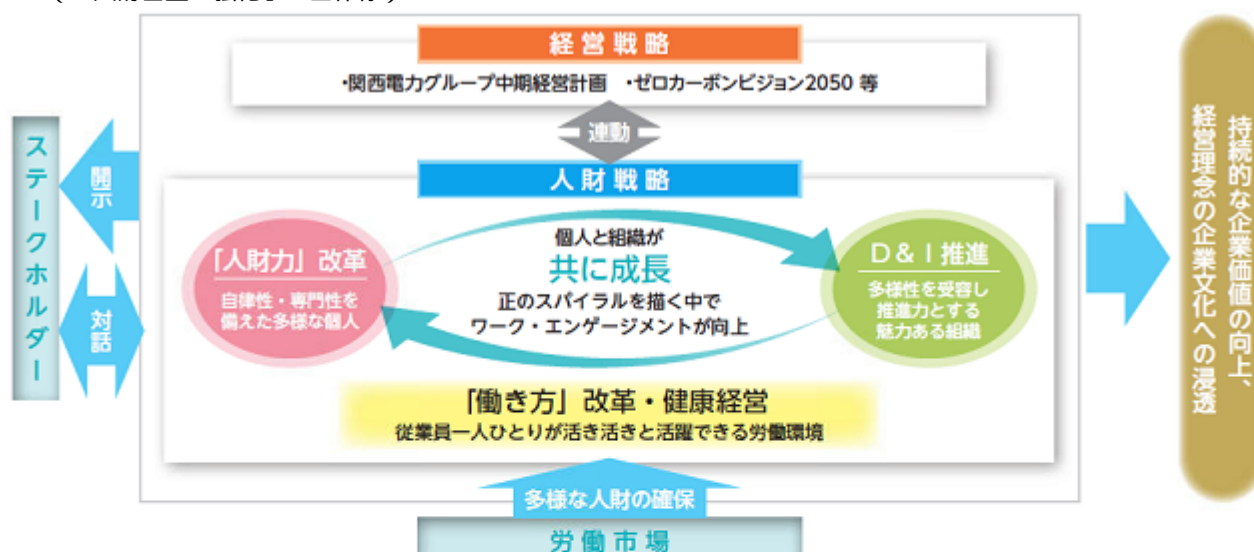 経営戦略
・関西電力グループ中期経営計画 ・ゼロカーボンビジョン2050 等
連動
人財戦略
ステークホルダー
開示
対話
「人財力」改革
自律性・専門性を
備えた多様な個人
個人と組織が
共に成長
正のスパイラルを描く中で
ワーク・エンゲージメントが向上
D&I推進
多様性を受容し
推進力とする
魅力ある組織
「働き方」改革・健康経営
従業員一人ひとりが活き活きと活躍できる労働環境
多様な人財の確保
労働市場
持続的な企業価値の向上、
経営理念の企業文化への浸透